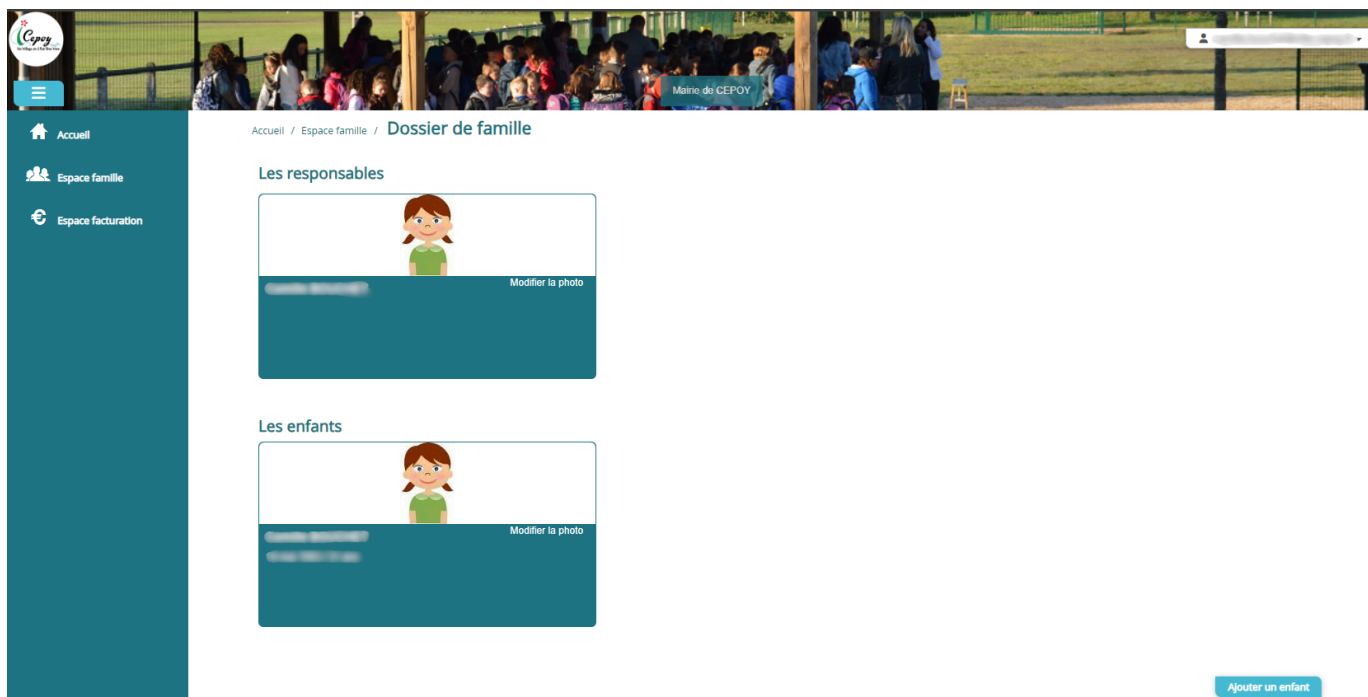 Cepoy
Mairie de CEPOY
Accueil
Espace famille
Espace facturation
Accueil / Espace famille / Dossier de famille
Les responsables
Modifier la photo
Les enfants
Modifier la photo
Ajouter un enfant